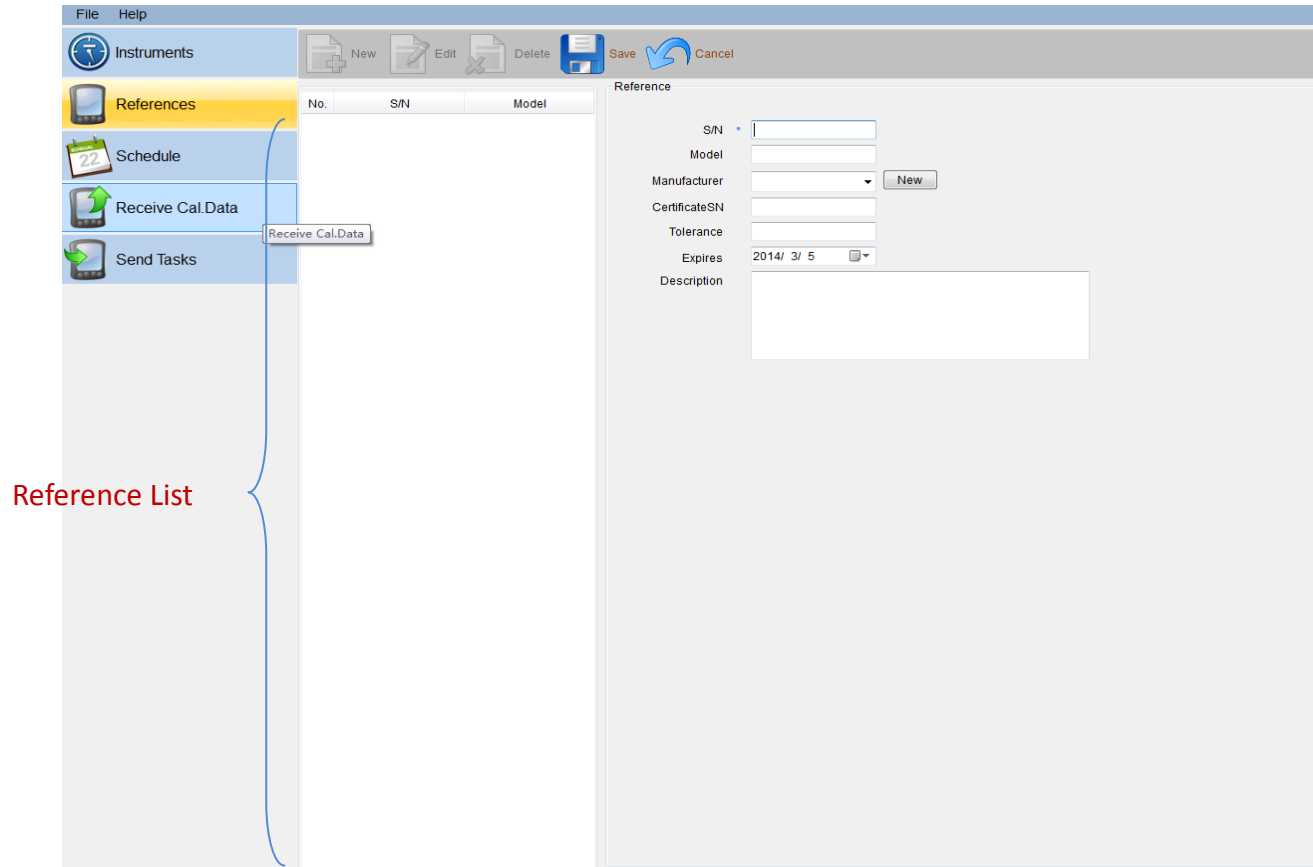 File Help
Instruments
New Edit Delete Save Cancel
References
Reference
No. S/N Model
S/N *
SCHEDUAL
22
Schedule
Model
Manufacturer New
Receive Cal.Data
CertificateSN
Receive Cal.Data
Tolerance
Send Tasks
Expires 2014/ 3/ 5
Description
Reference List